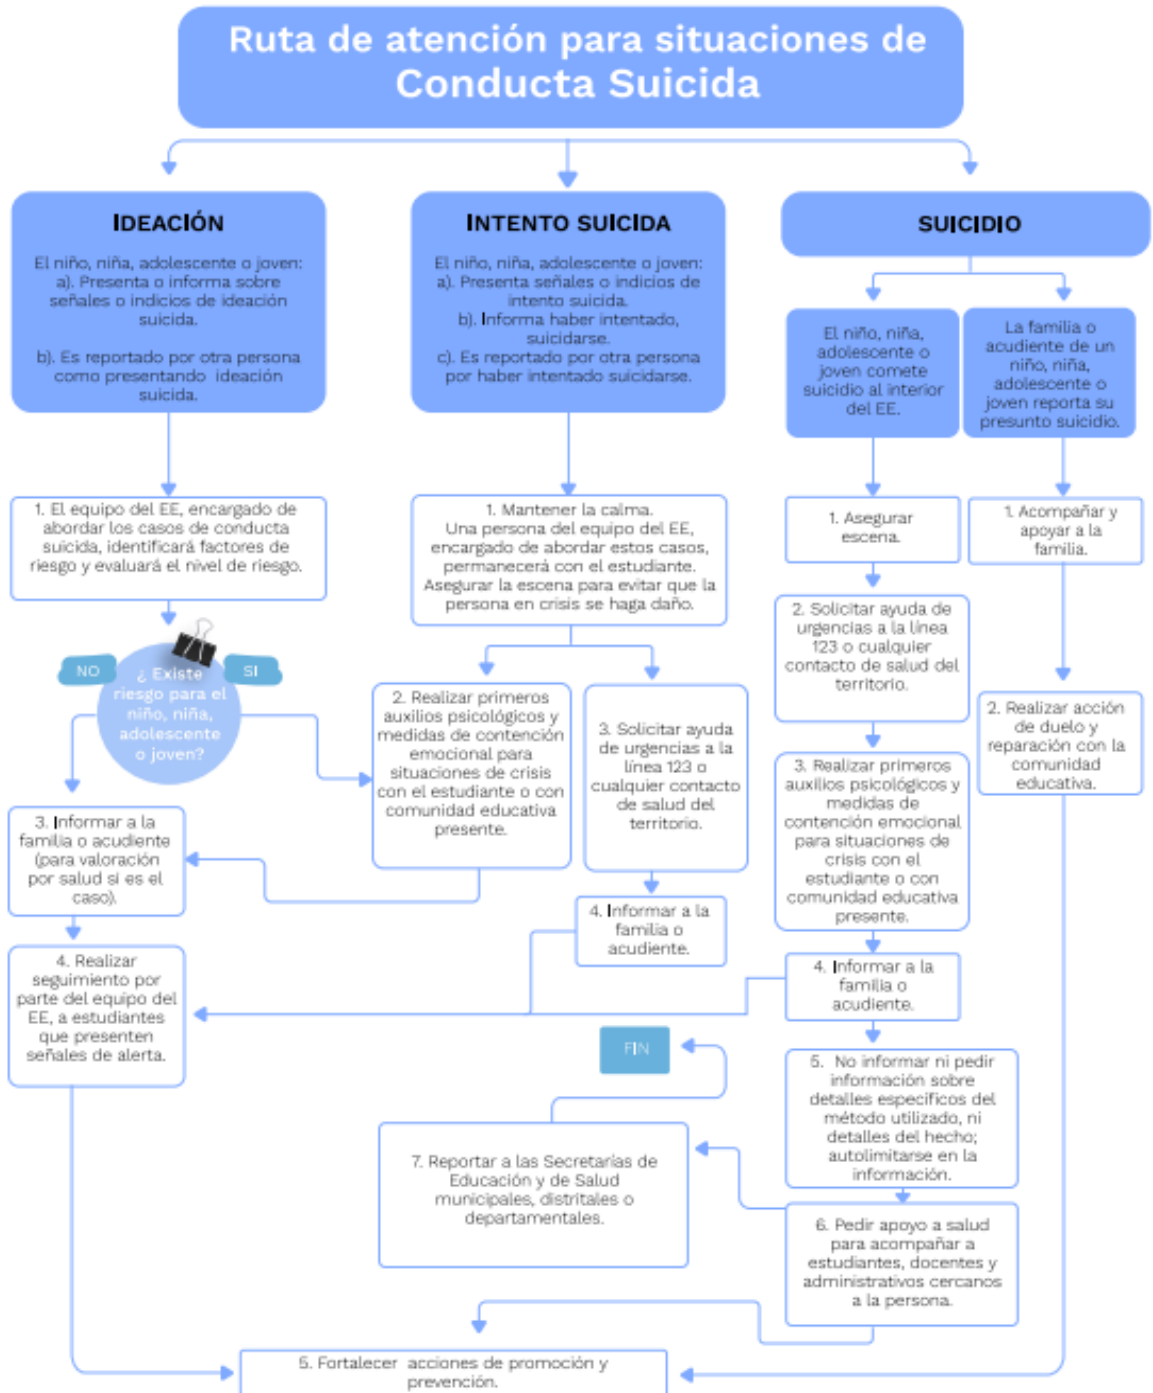 Ruta de atención para situaciones de
Conducta Suicida
IDEACIÓN
El niño, niña, adolescente o joven:
a). Presenta o informa sobre
señales o indicios de ideación
suicida.
b). Es reportado por otra persona
como presentando ideación
suicida.
INTENTO SUICIDA
El niño, niña, adolescente o joven:
a). Presenta señales o indicios de
intento suicida.
b). Informa haber intentado,
suicidarse.
c). Es reportado por otra persona
por haber intentado suicidarse.
SUICIDIO
El niño, niña,
adolescente o
joven comete
suicidio al interior
del EE.
La familia o
acudiente de un
niño, niña,
adolescente o
joven reporta su
presunto suicidio.
1. El equipo del EE, encargado de
abordar los casos de conducta
suicida, identificará factores de
riesgo y evaluará el nivel de riesgo.
NO
SI
¿ Existe
riesgo para el
niño, niña,
adolescente
o joven?
3. Informar a la
familia o acudiente
(para valoración
por salud si es el
caso).
4. Realizar
seguimiento por
parte del equipo del
EE, a estudiantes
que presenten
señales de alerta.
1. Mantener la calma.
Una persona del equipo del EE,
encargado de abordar estos casos,
permanecerá con el estudiante.
Asegurar la escena para evitar que la
persona en crisis se haga daño.
2. Realizar primeros
auxilios psicológicos y
medidas de contención
emocional para
situaciones de crisis
con el estudiante o con
comunidad educativa
presente.
3. Solicitar ayuda
de urgencias a la
línea 123 o
cualquier contacto
de salud del
territorio.
4. Informar a la
familia o
acudiente.
1. Asegurar
escena.
2. Solicitar ayuda de
urgencias a la línea
123 o cualquier
contacto de salud del
territorio.
3. Realizar primeros
auxilios psicológicos y
medidas de
contención emocional
para situaciones de
crisis con el
estudiante o con
comunidad educativa
presente.
4. Informar a la
familia o
acudiente.
5. No informar ni pedir
información sobre
detalles específicos del
método utilizado, ni
detalles del hecho;
autolimitarse en la
información.
6. Pedir apoyo a salud
para acompañar a
estudiantes, docentes y
administrativos cercanos
a la persona.
1. Acompañar y
apoyar a la
familia.
2. Realizar acción
de duelo y
reparación con la
comunidad
educativa.
FIN
7. Reportar a las Secretarías de
Educación y de Salud
municipales, distritales o
departamentales.
5. Fortalecer acciones de promoción y
prevención.